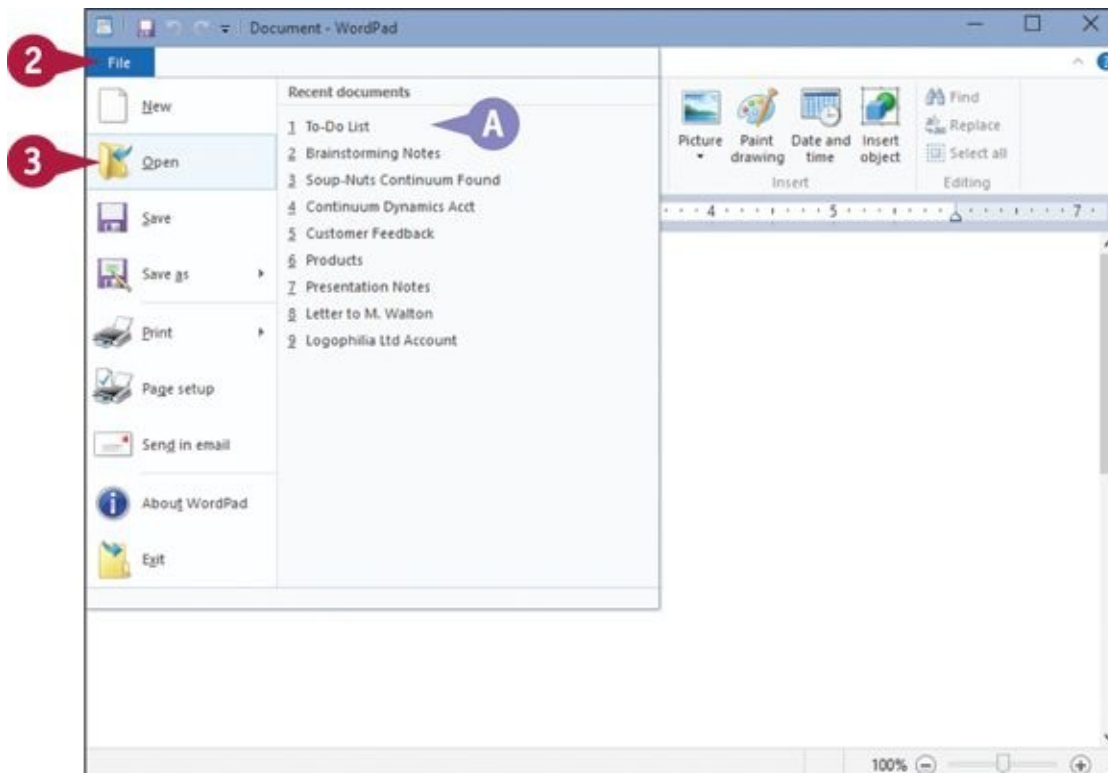 Document - WordPad
2
File
New
Recent documents
1 To-Do List
A
2 Brainstorming Notes
3
Open
3 Soup-Nuts Continuum Found
4 Continuum Dynamics Acct
Save
5 Customer Feedback
6 Products
Save as
7 Presentation Notes
8 Letter to M. Walton
Print
9 Logophilia Ltd Account
Page setup
Send in email
About WordPad
Exit
Picture
Paint drawing
Date and time
Insert object
Insert
Find
Replace
Select all
Editing
4 5 7
100%